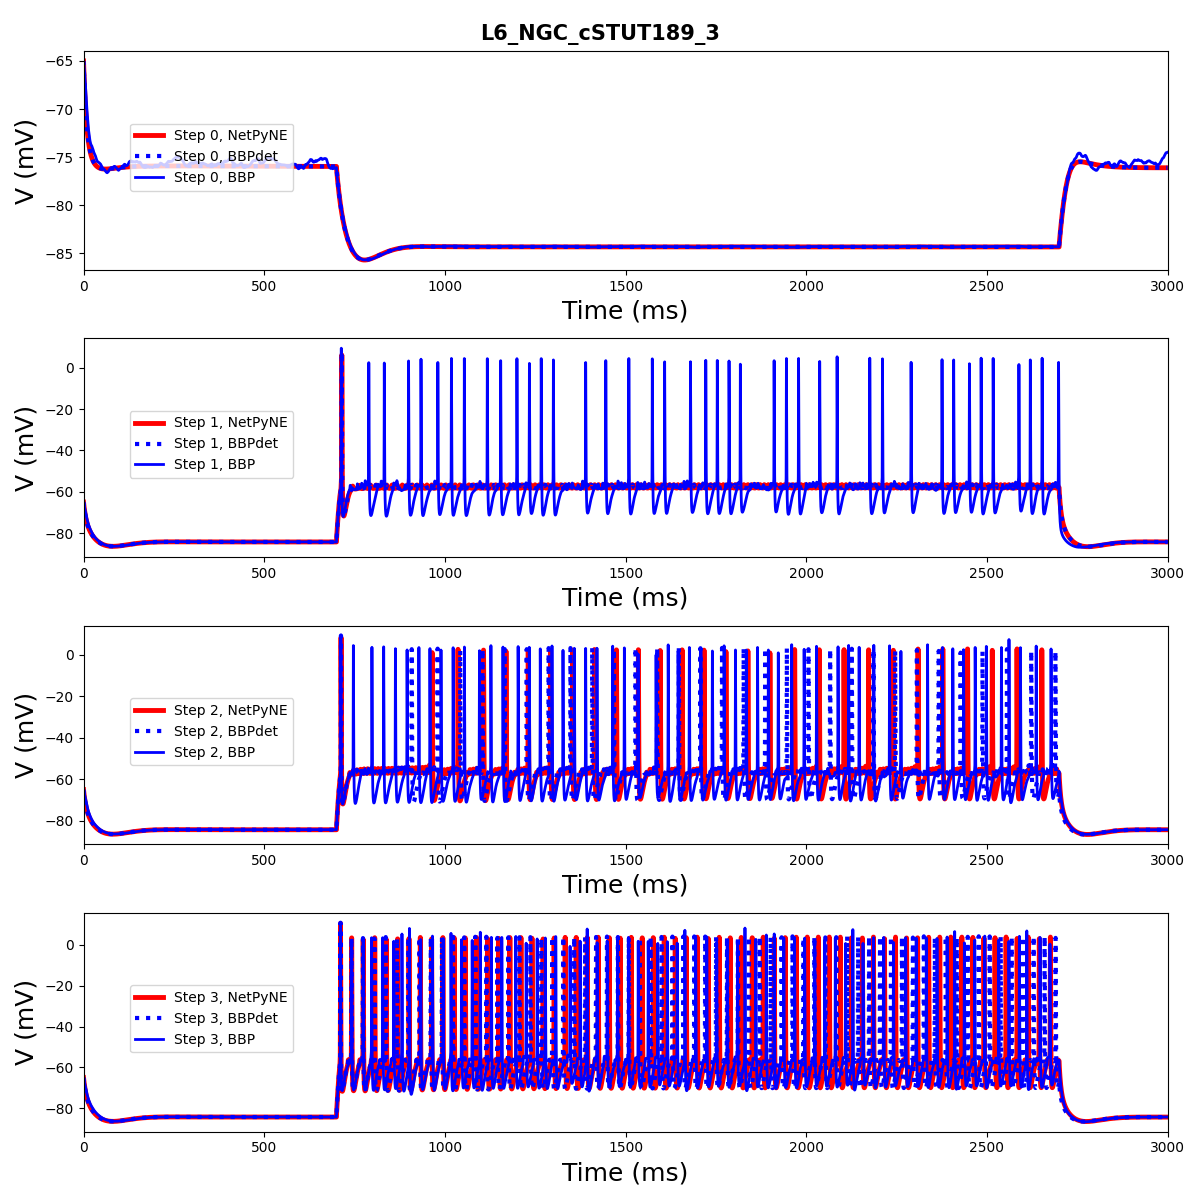 L6_NGC_cSTUT189_3
−65
−70
−75
−80
−85
V (mV)
Step 0, NetPyNE
Step 0, BBPdet
Step 0, BBP
0 500 1000 1500 2000 2500 3000
Time (ms)
0
−20
−40
−60
−80
V (mV)
Step 1, NetPyNE
Step 1, BBPdet
Step 1, BBP
0 500 1000 1500 2000 2500 3000
Time (ms)
0
−20
−40
−60
−80
V (mV)
Step 2, NetPyNE
Step 2, BBPdet
Step 2, BBP
0 500 1000 1500 2000 2500 3000
Time (ms)
0
−20
−40
−60
−80
V (mV)
Step 3, NetPyNE
Step 3, BBPdet
Step 3, BBP
0 500 1000 1500 2000 2500 3000
Time (ms)